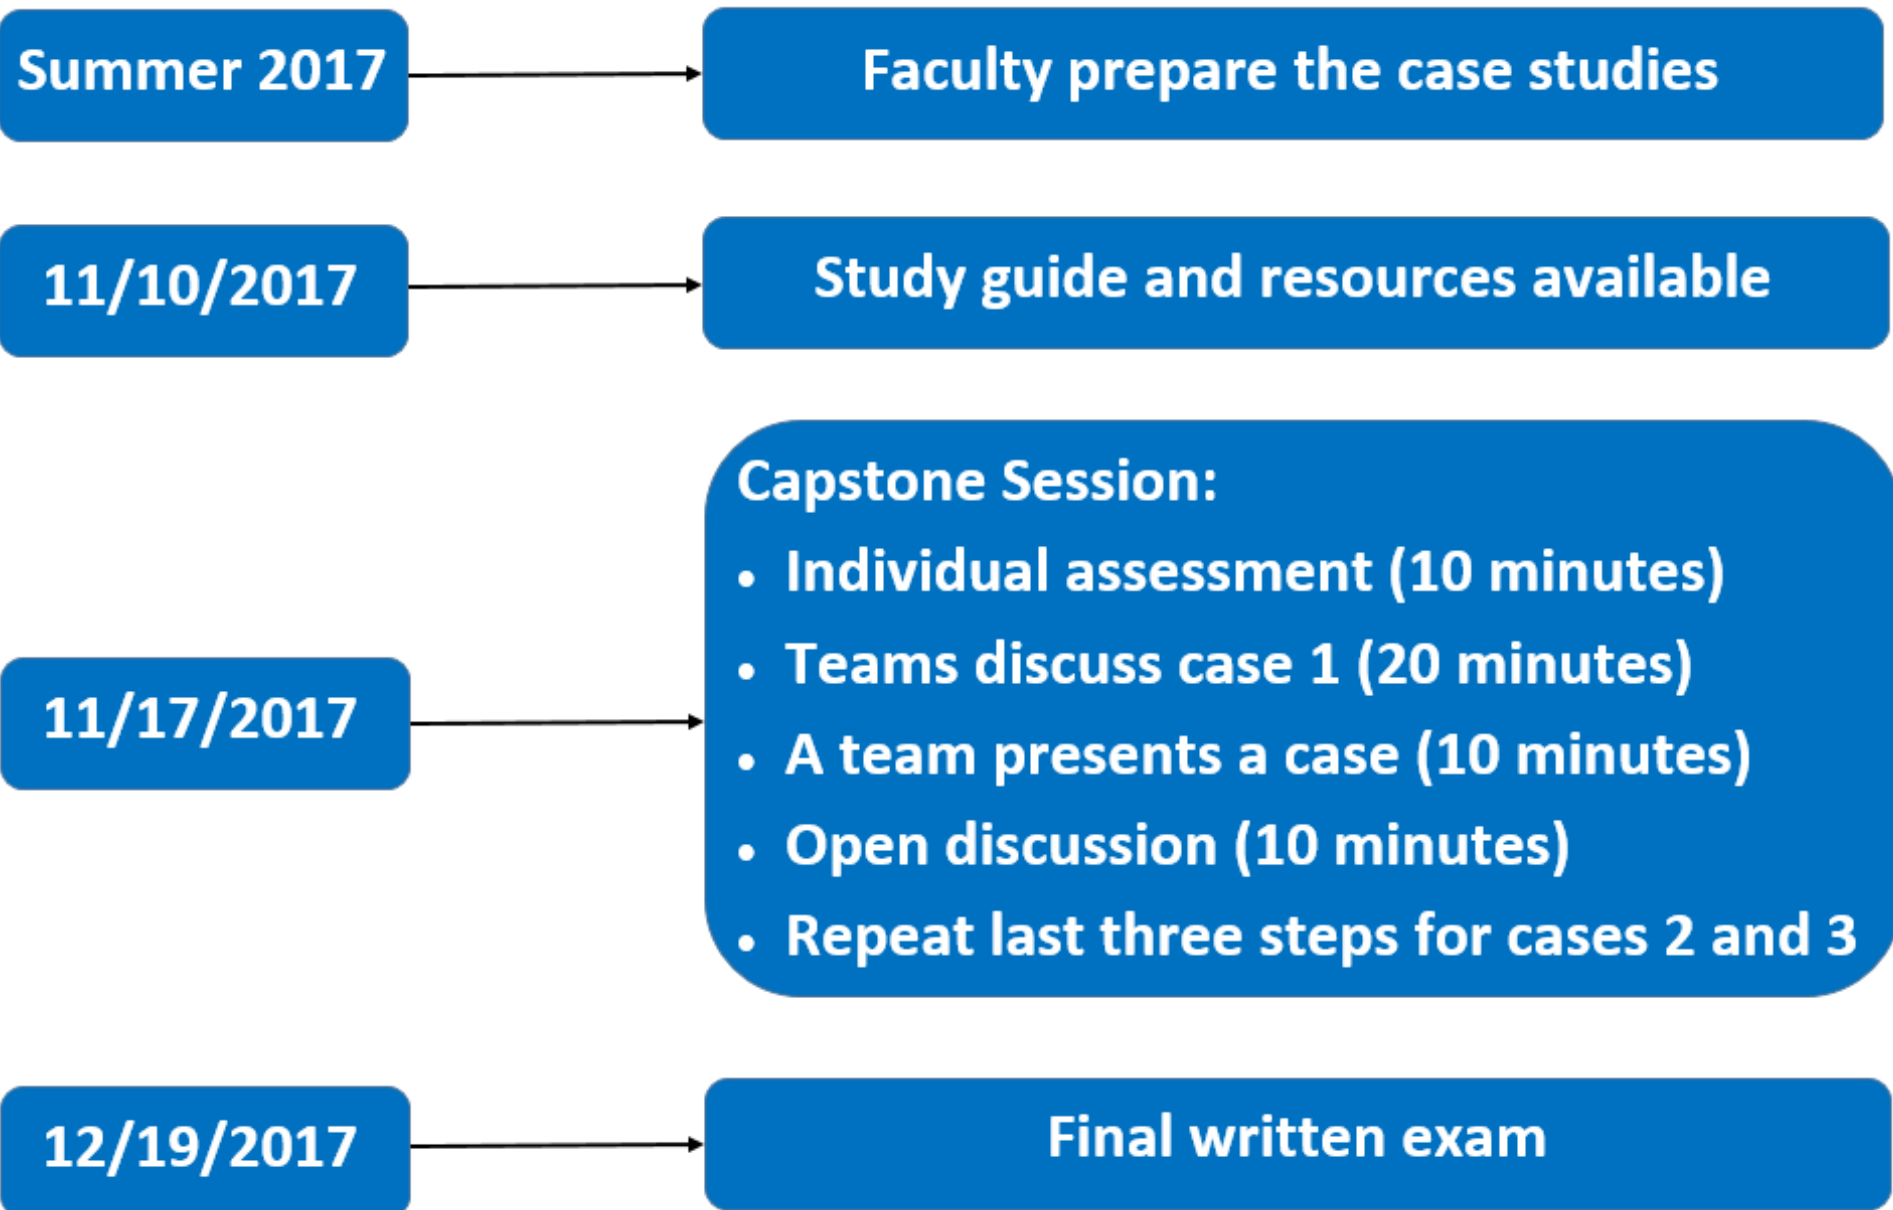 Summer 2017
Faculty prepare the case studies
11/10/2017
Study guide and resources available
11/17/2017
Capstone Session:
• Individual assessment (10 minutes)
• Teams discuss case 1 (20 minutes)
• A team presents a case (10 minutes)
• Open discussion (10 minutes)
• Repeat last three steps for cases 2 and 3
12/19/2017
Final written exam